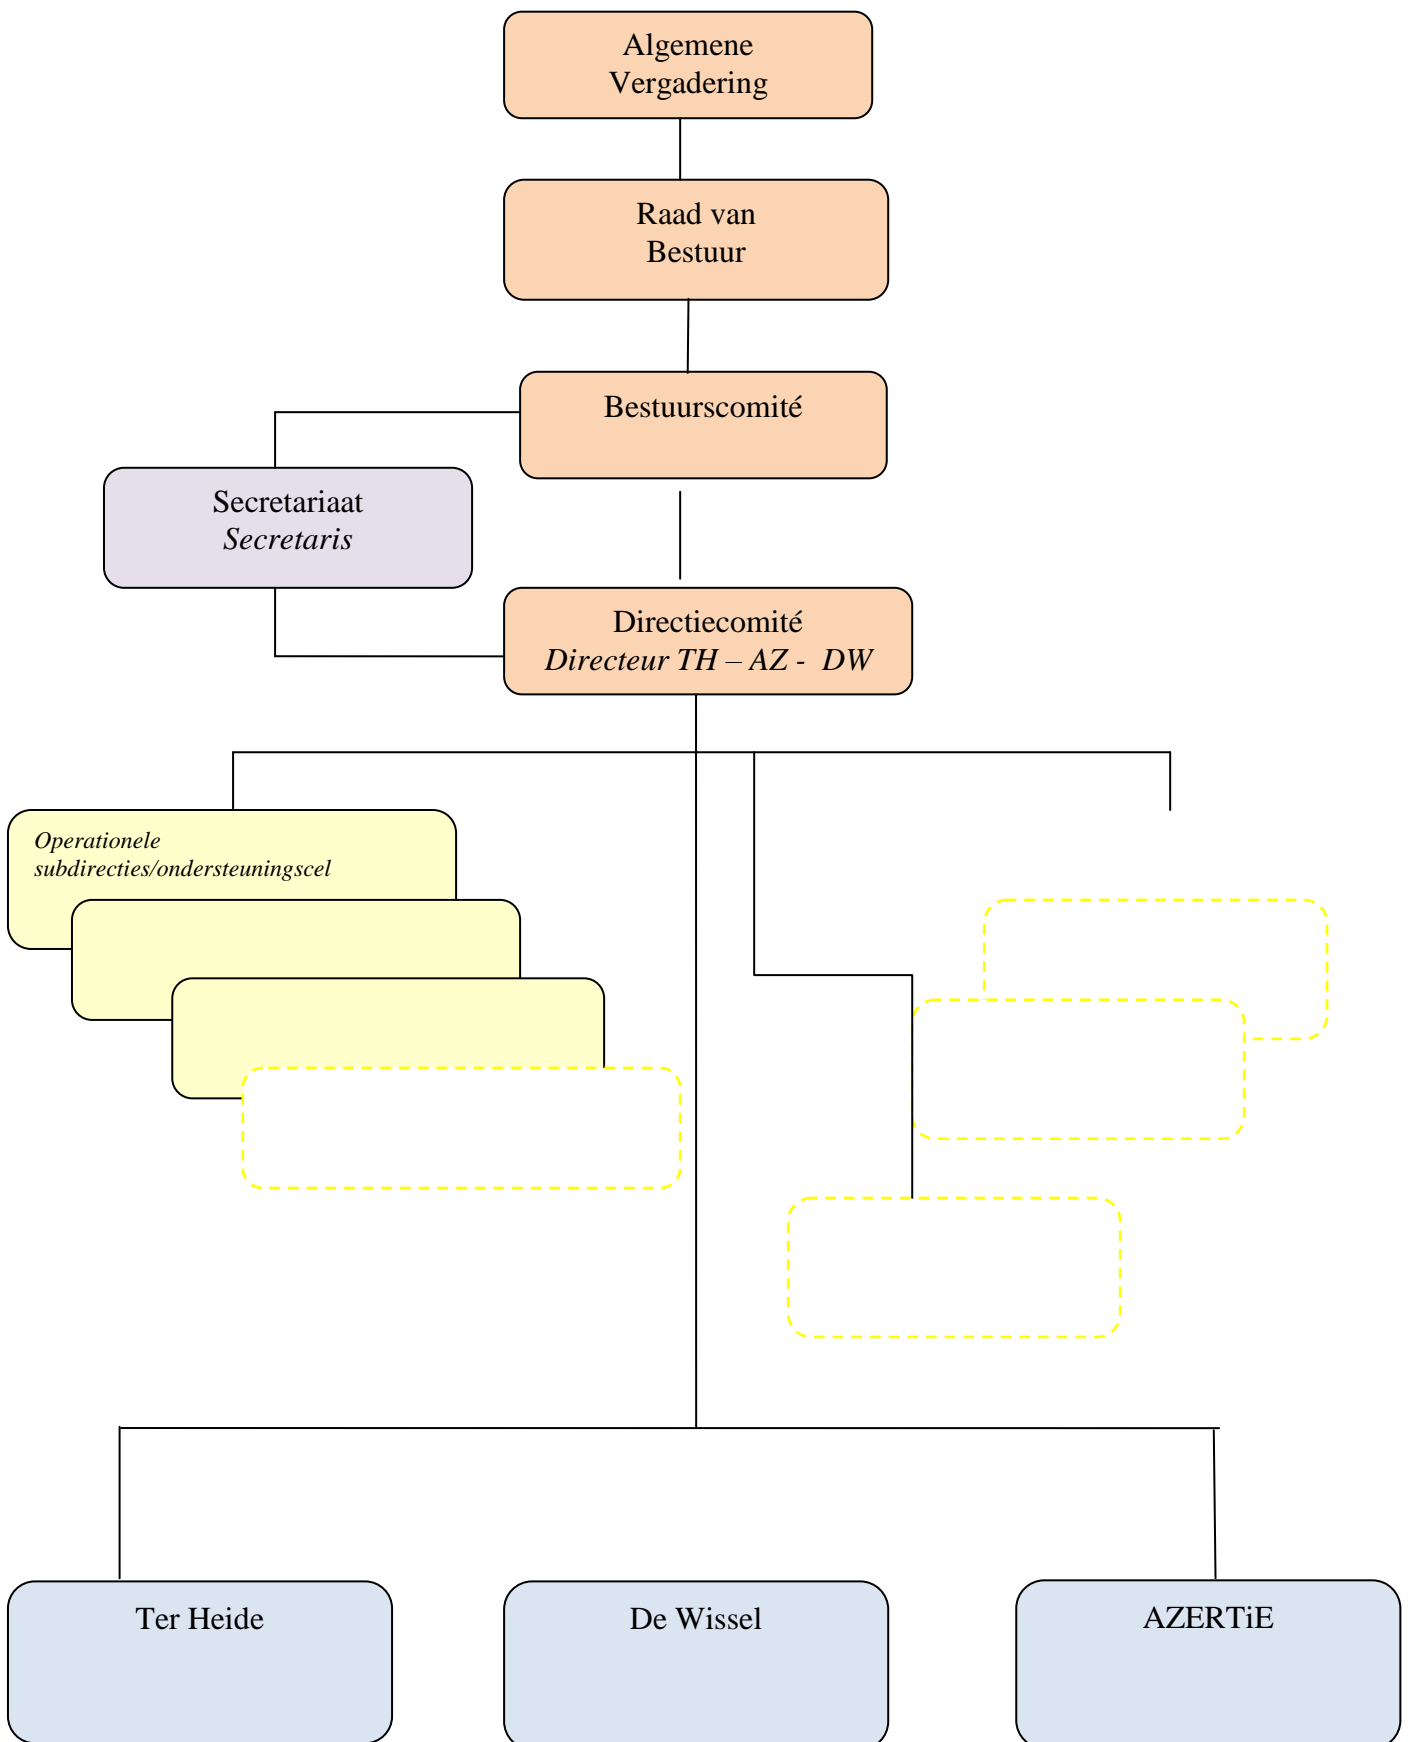 Algemene
Vergadering
Raad van
Bestuur
Bestuurscomité
Secretariaat
Secretaris
Directiecomité
Directeur TH – AZ - DW
Operationele
subdirecties/ondersteuningscel
Ter Heide
De Wissel
AZERTiE